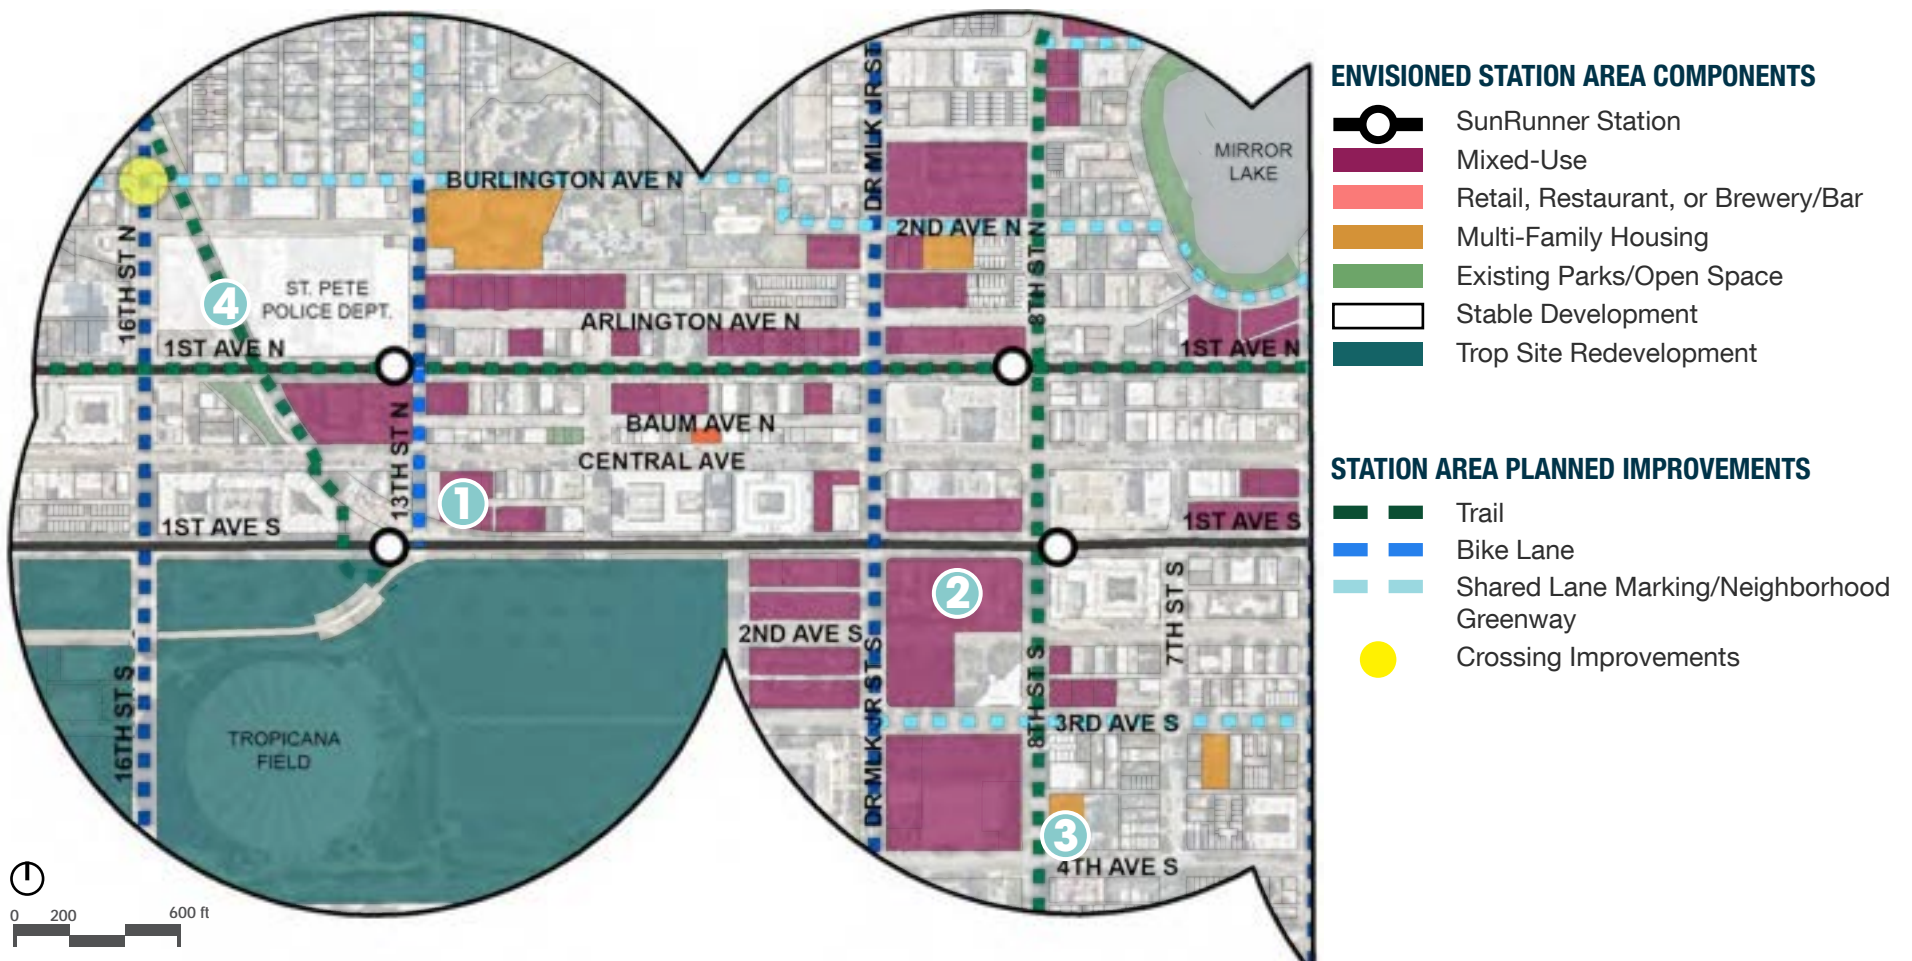 DR MLK JR ST
MIRROR
LAKE
BURLINGTON AVE N
2ND AVE N
16TH ST N
8TH ST N
4
ST. PETE
POLICE DEPT.
ARLINGTON AVE N
1ST AVE N
1ST AVE N
13TH ST N
BAUM AVE N
CENTRAL AVE
1
1ST AVE S
1ST AVE S
2
7TH ST S
2ND AVE S
16TH ST S
DR MLK JR ST S
8TH ST S
3RD AVE S
TROPICANA
FIELD
3
4TH AVE S
0 200 600 ft
ENVISIONED STATION AREA COMPONENTS
SunRunner Station
Mixed-Use
Retail, Restaurant, or Brewery/Bar
Multi-Family Housing
Existing Parks/Open Space
Stable Development
Trop Site Redevelopment
STATION AREA PLANNED IMPROVEMENTS
Trail
Bike Lane
Shared Lane Marking/Neighborhood
Greenway
Crossing Improvements